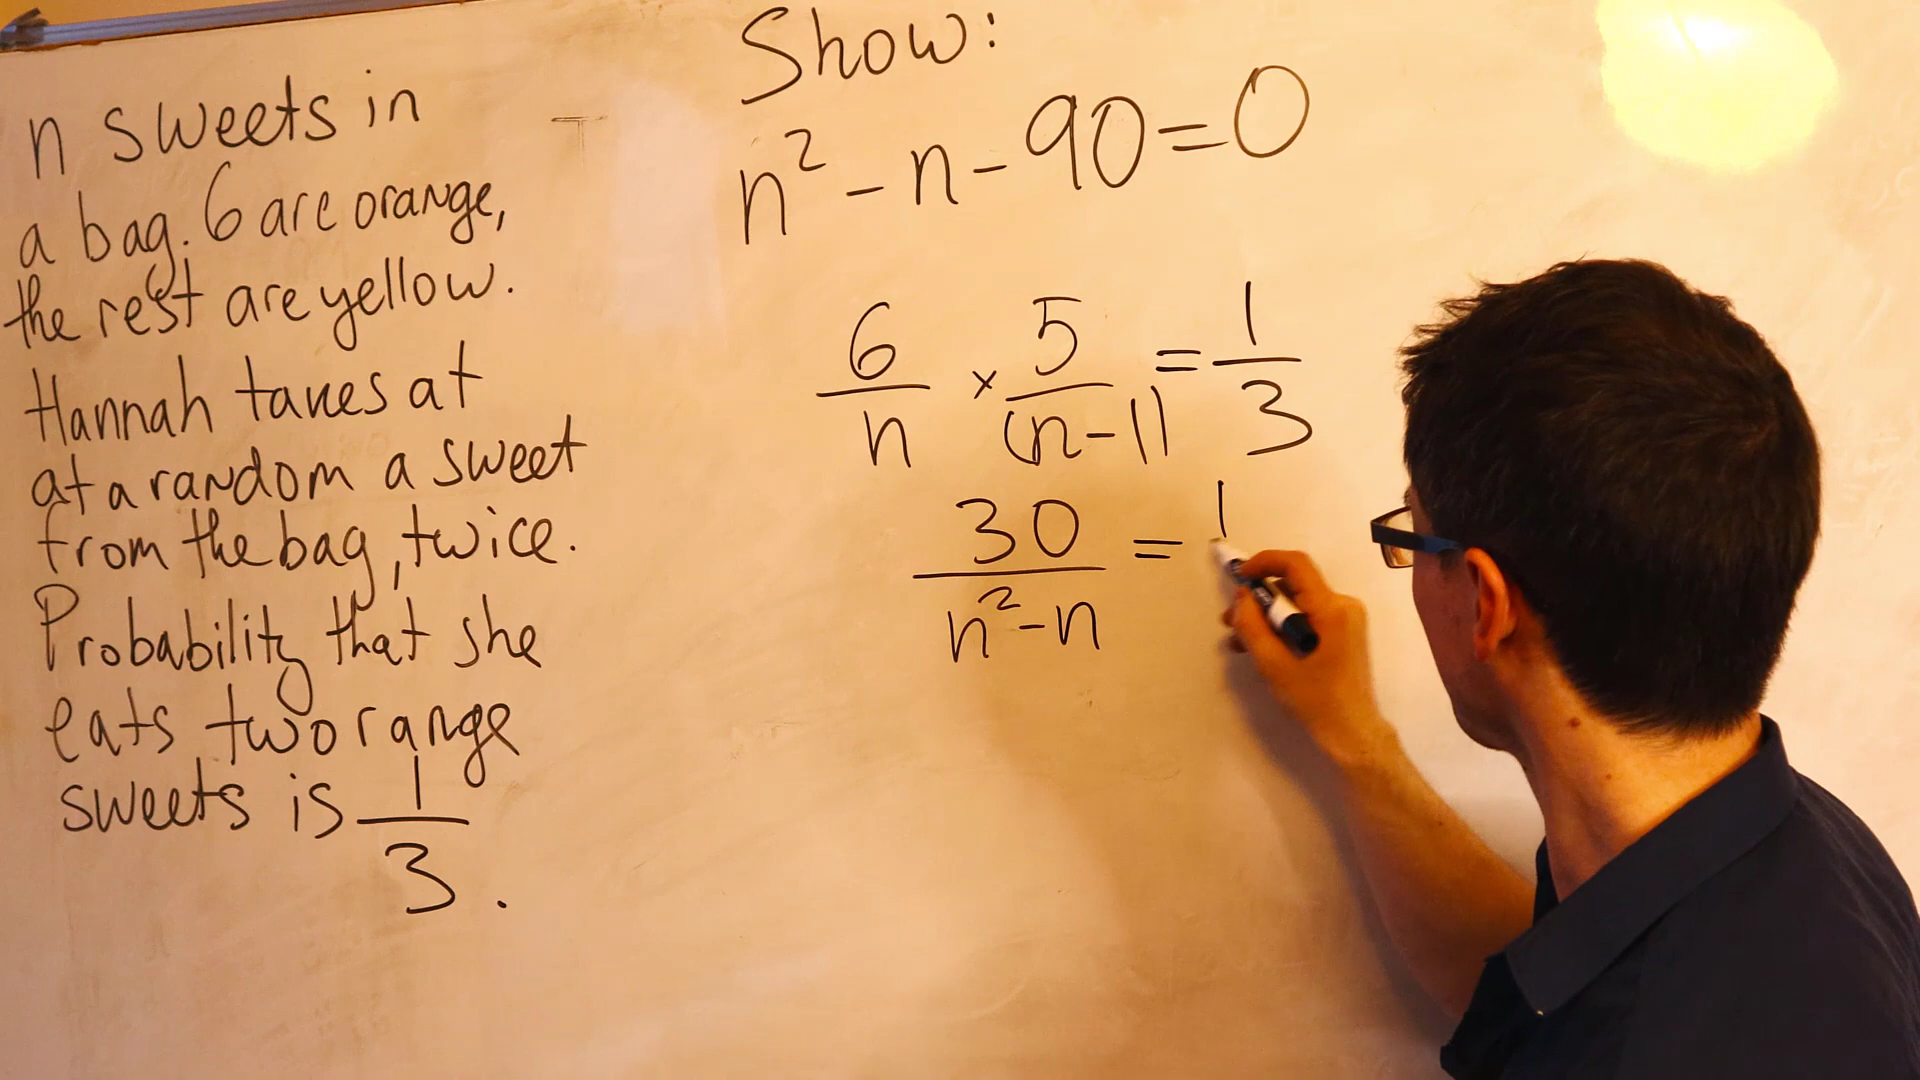 n sweets in
a bag. 6 are orange,
the rest are yellow.
Hannah takes at
at a random a sweet
from the bag, twice.
Probability that she
eats two orange
sweets is 1/3.
Show:
n² - n - 90 = 0
6/n × 5/(n-1) = 1/3
30/n²-n = 1